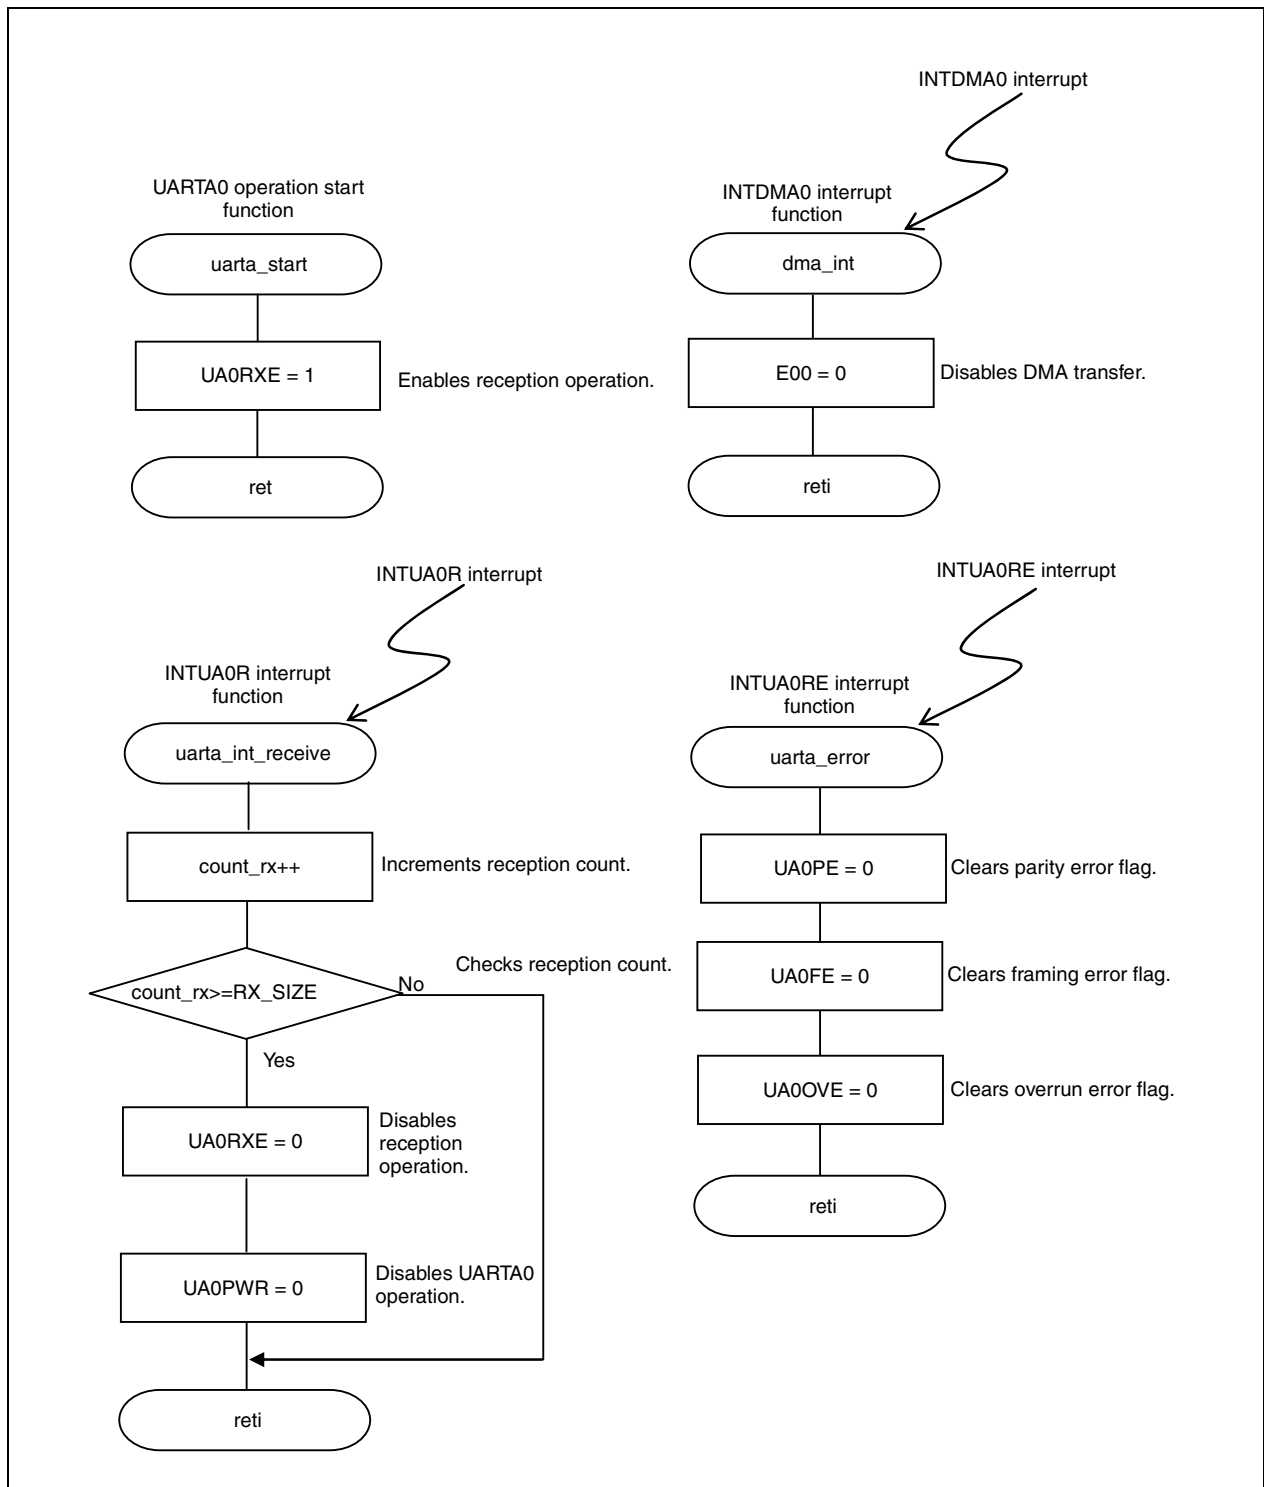 INTDMA0 interrupt
UARTA0 operation start
function
uarta_start
UA0RXE = 1
Enables reception operation.
ret
INTDMA0 interrupt
function
dma_int
E00 = 0
Disables DMA transfer.
reti
INTUA0R interrupt
INTUA0R interrupt
function
uarta_int_receive
count_rx++
Increments reception count.
Checks reception count.
count_rx>=RX_SIZE
No
Yes
UA0RXE = 0
Disables
reception
operation.
UA0PWR = 0
Disables UARTA0
operation.
reti
INTUA0RE interrupt
INTUA0RE interrupt
function
uarta_error
UA0PE = 0
Clears parity error flag.
UA0FE = 0
Clears framing error flag.
UA0OVE = 0
Clears overrun error flag.
reti